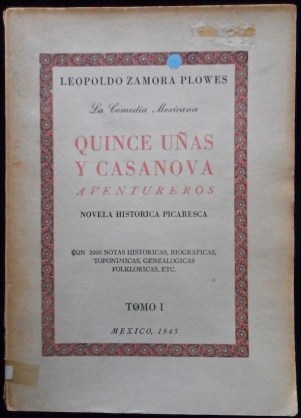 LEOPOLDO ZAMORA PLOWES
La Comedia Mexicana
QUINCE UÑAS
Y CASANOVA
AVENTUREROS
NOVELA HISTORICA PICARESCA
CON 2000 NOTAS HISTORICAS, BIOGRAFICAS,
TOPONIMICAS, GENEALOGICAS
FOLKLORICAS, ETC.
TOMO I
MEXICO, 1945